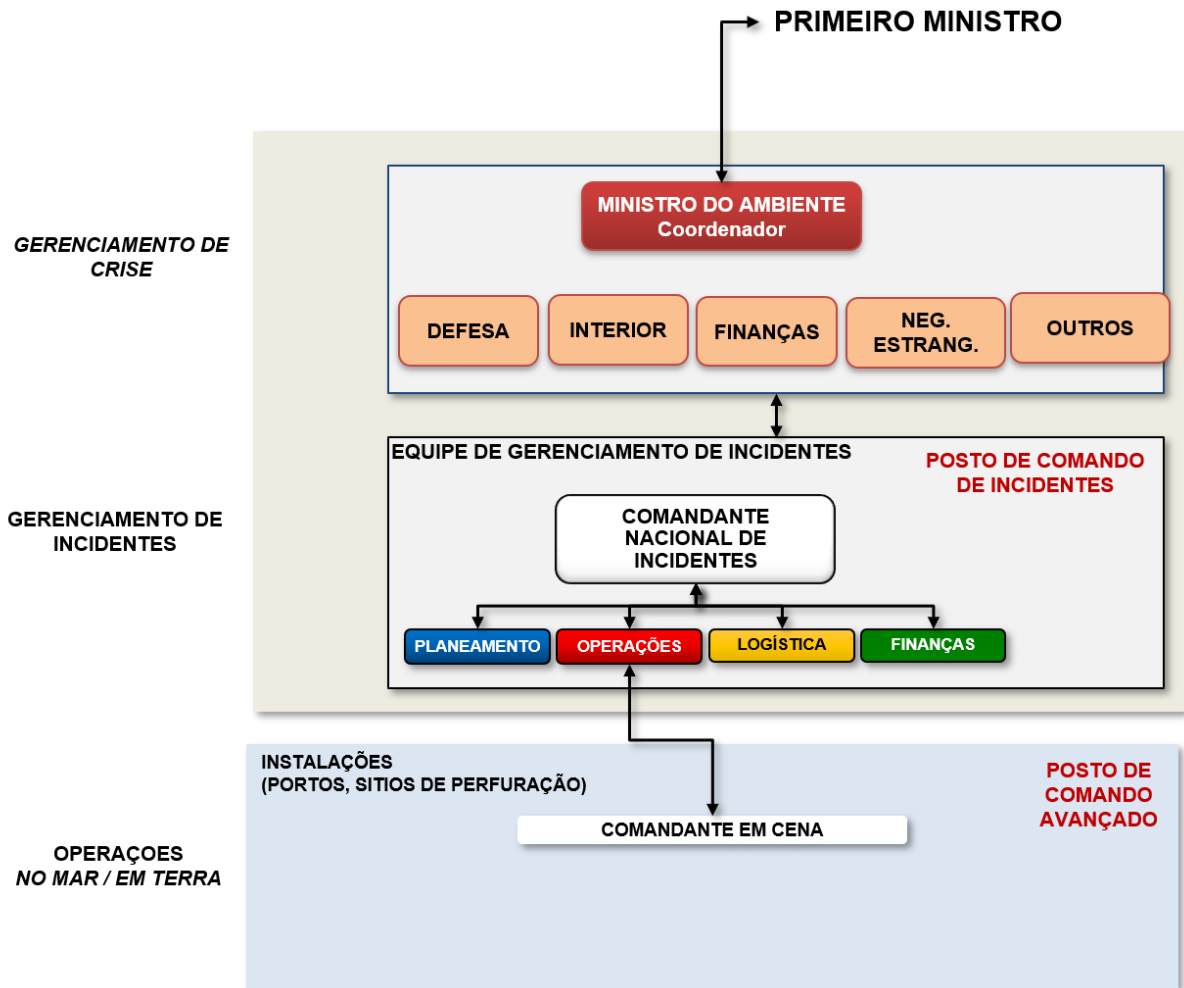 PRIMEIRO MINISTRO
MINISTRO DO AMBIENTE
Coordenador
GERENCIAMENTO DE
CRISE
DEFESA
INTERIOR
FINANÇAS
NEG.
ESTRANG.
OUTROS
EQUIPE DE GERENCIAMENTO DE INCIDENTES
POSTO DE COMANDO
DE INCIDENTES
GERENCIAMENTO DE
INCIDENTES
COMANDANTE
NACIONAL DE
INCIDENTES
PLANEAMENTO
OPERAÇÕES
LOGÍSTICA
FINANÇAS
INSTALAÇÕES
(PORTOS, SITIOS DE PERFURAÇÃO)
POSTO DE
COMANDO
AVANÇADO
COMANDANTE EM CENA
OPERAÇOES
NO MAR / EM TERRA